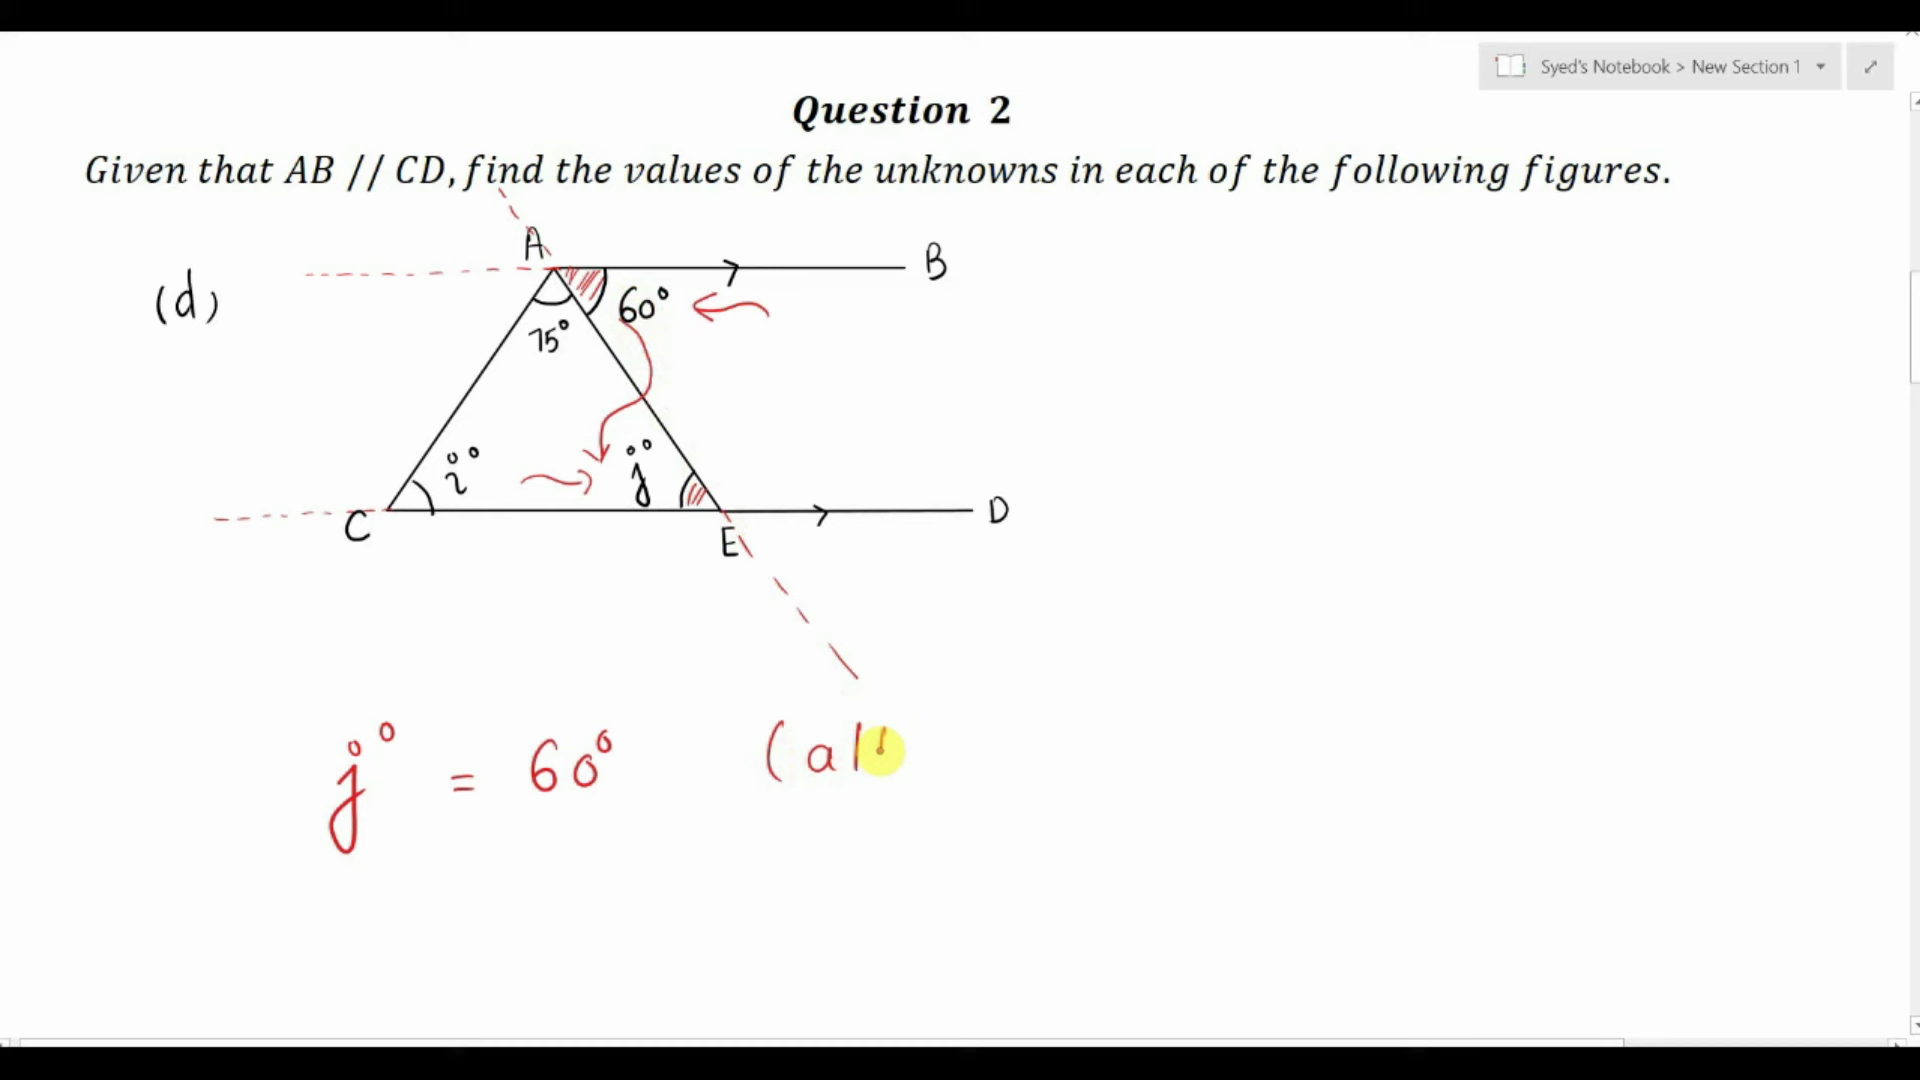 Syed's Notebook > New Section 1
Question 2
Given that AB // CD, find the values of the unknowns in each of the following figures.
(d)
A
B
60°
75°
i°
j°
C
E
D
j° = 60° (al